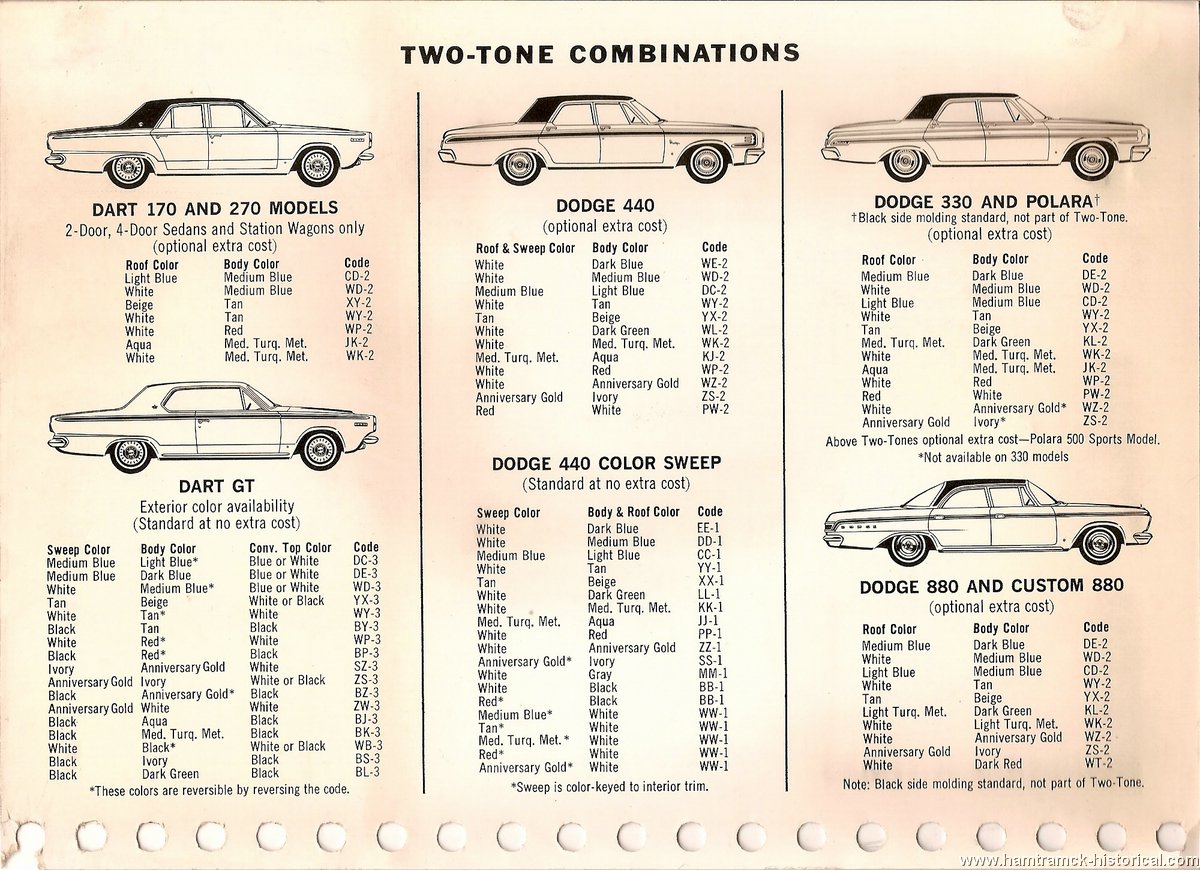 TWO-TONE COMBINATIONS
DART 170 AND 270 MODELS
2-Door, 4-Door Sedans and Station Wagons only
(optional extra cost)
Roof Color Body Color Code
Light Blue Medium Blue CD-2
White Medium Blue WD-2
Beige Tan XY-2
White Tan WY-2
White Red WP-2
Aqua Med. Turq. Met. JK-2
White Med. Turq. Met. WK-2
DART GT
Exterior color availability
(Standard at no extra cost)
Sweep Color Body Color Conv. Top Color Code
Medium Blue Light Blue* Blue or White DC-3
Medium Blue Dark Blue Blue or White DE-3
White Medium Blue* Blue or White WD-3
Tan Beige White or Black YX-3
White Tan* White WY-3
Black Tan Black BY-3
White Red* White WP-3
Black Red* Black BP-3
Ivory Anniversary Gold White SZ-3
Anniversary Gold Ivory White or Black ZS-3
Black Anniversary Gold* Black BZ-3
Anniversary Gold White White ZW-3
Black Aqua Black BJ-3
Black Med. Turq. Met. Black BK-3
White Black* White or Black WB-3
Black Ivory Black BS-3
Black Dark Green Black BL-3
*These colors are reversible by reversing the code.
DODGE 440
(optional extra cost)
Roof & Sweep Color Body Color Code
White Dark Blue WE-2
White Medium Blue WD-2
Medium Blue Light Blue DC-2
White Tan WY-2
Tan Beige YX-2
White Dark Green WL-2
White Med. Turq. Met. WK-2
Med. Turq. Met. Aqua KJ-2
White Red WP-2
White Anniversary Gold WZ-2
Anniversary Gold Ivory ZS-2
Red White PW-2
DODGE 440 COLOR SWEEP
(Standard at no extra cost)
Sweep Color Body & Roof Color Code
White Dark Blue EE-1
White Medium Blue DD-1
Medium Blue Light Blue CC-1
White Tan YY-1
Tan Beige XX-1
White Dark Green LL-1
White Med. Turq. Met. KK-1
Med. Turq. Met. Aqua JJ-1
White Red PP-1
White Anniversary Gold ZZ-1
Anniversary Gold* Ivory SS-1
White Gray MM-1
White Black BB-1
Red* Black BB-1
Medium Blue* White WW-1
Tan* White WW-1
Med. Turq. Met.* White WW-1
Red* White WW-1
Anniversary Gold* White WW-1
*Sweep is color-keyed to interior trim.
DODGE 330 AND POLARA†
†Black side molding standard, not part of Two-Tone.
(optional extra cost)
Roof Color Body Color Code
Medium Blue Dark Blue DE-2
White Medium Blue WD-2
Light Blue Medium Blue CD-2
White Tan WY-2
Tan Beige YX-2
Med. Turq. Met. Dark Green KL-2
White Med. Turq. Met. WK-2
Aqua Med. Turq. Met. JK-2
White Red WP-2
Red White PW-2
White Anniversary Gold* WZ-2
Anniversary Gold Ivory* ZS-2
Above Two-Tones optional extra cost—Polara 500 Sports Model.
*Not available on 330 models
DODGE
DODGE 880 AND CUSTOM 880
(optional extra cost)
Roof Color Body Color Code
Medium Blue Dark Blue DE-2
White Medium Blue WD-2
Light Blue Medium Blue CD-2
White Tan WY-2
Tan Beige YX-2
Light Turq. Met. Dark Green KL-2
White Light Turq. Met. WK-2
White Anniversary Gold WZ-2
Anniversary Gold Ivory ZS-2
White Dark Red WT-2
Note: Black side molding standard, not part of Two-Tone.
www.hamtramck-historical.com